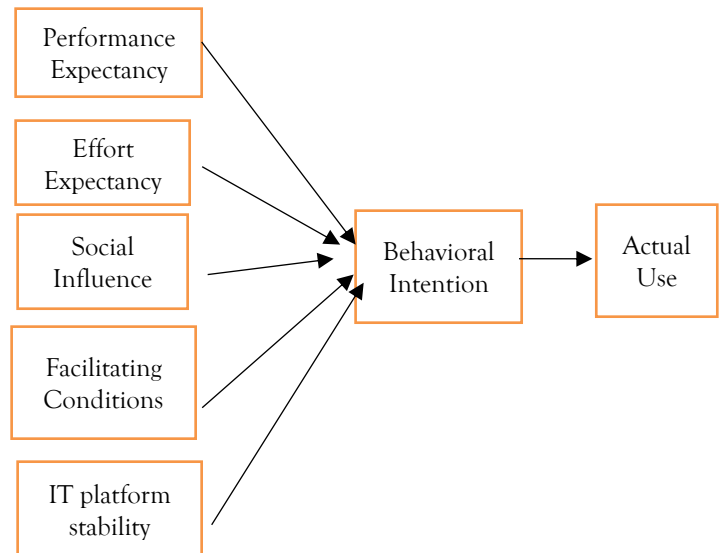 Performance
Expectancy
Effort
Expectancy
Social
Influence
Facilitating
Conditions
IT platform
stability
Behavioral
Intention
Actual
Use